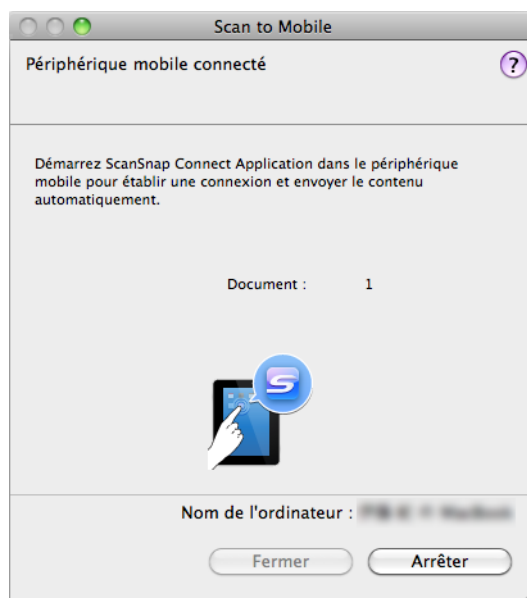 Scan to Mobile
Périphérique mobile connecté
?
Démarrez ScanSnap Connect Application dans le périphérique
mobile pour établir une connexion et envoyer le contenu
automatiquement.
Document : 1
S
Nom de l'ordinateur :
Fermer
Arrêter